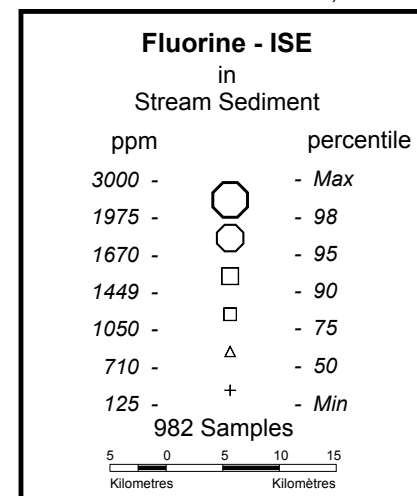 Fluorine - ISE
in
Stream Sediment
ppm percentile
3000 - - Max
1975 - - 98
1670 - - 95
1449 - - 90
1050 - - 75
710 - - 50
125 - - Min
982 Samples
5 0 5 10 15
Kilometres Kilomètres